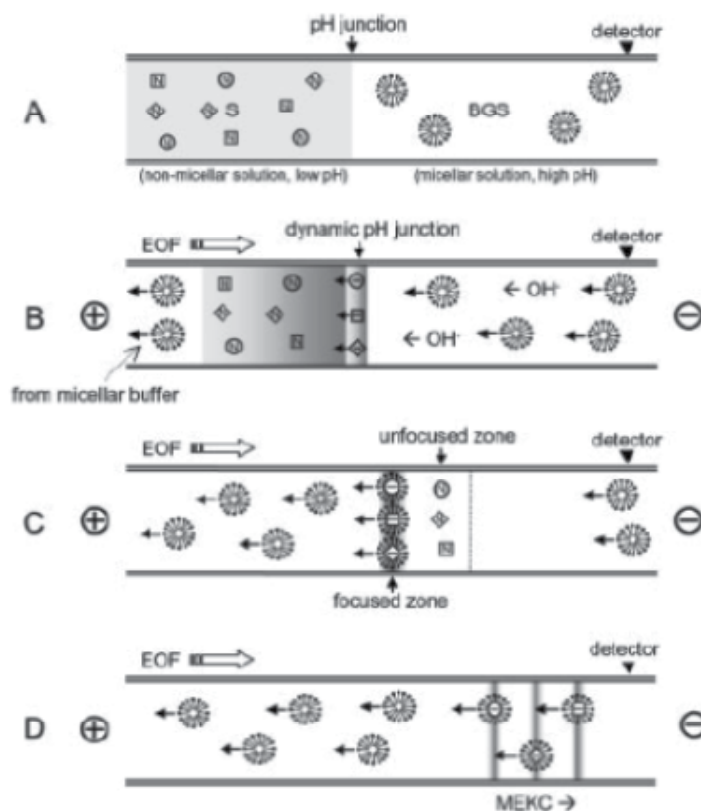 pH junction
detector
A
N N N
N N S N
N N N
BGS
(non-micellar solution, low pH)
(micellar solution, high pH)
EOF
dynamic pH junction
detector
B
+
N N
N N
N N
← OH⁻
← OH⁻
−
from micellar buffer
EOF
unfocused zone
detector
C
+
N
N
N
−
focused zone
EOF
detector
D
+
−
MEKC →